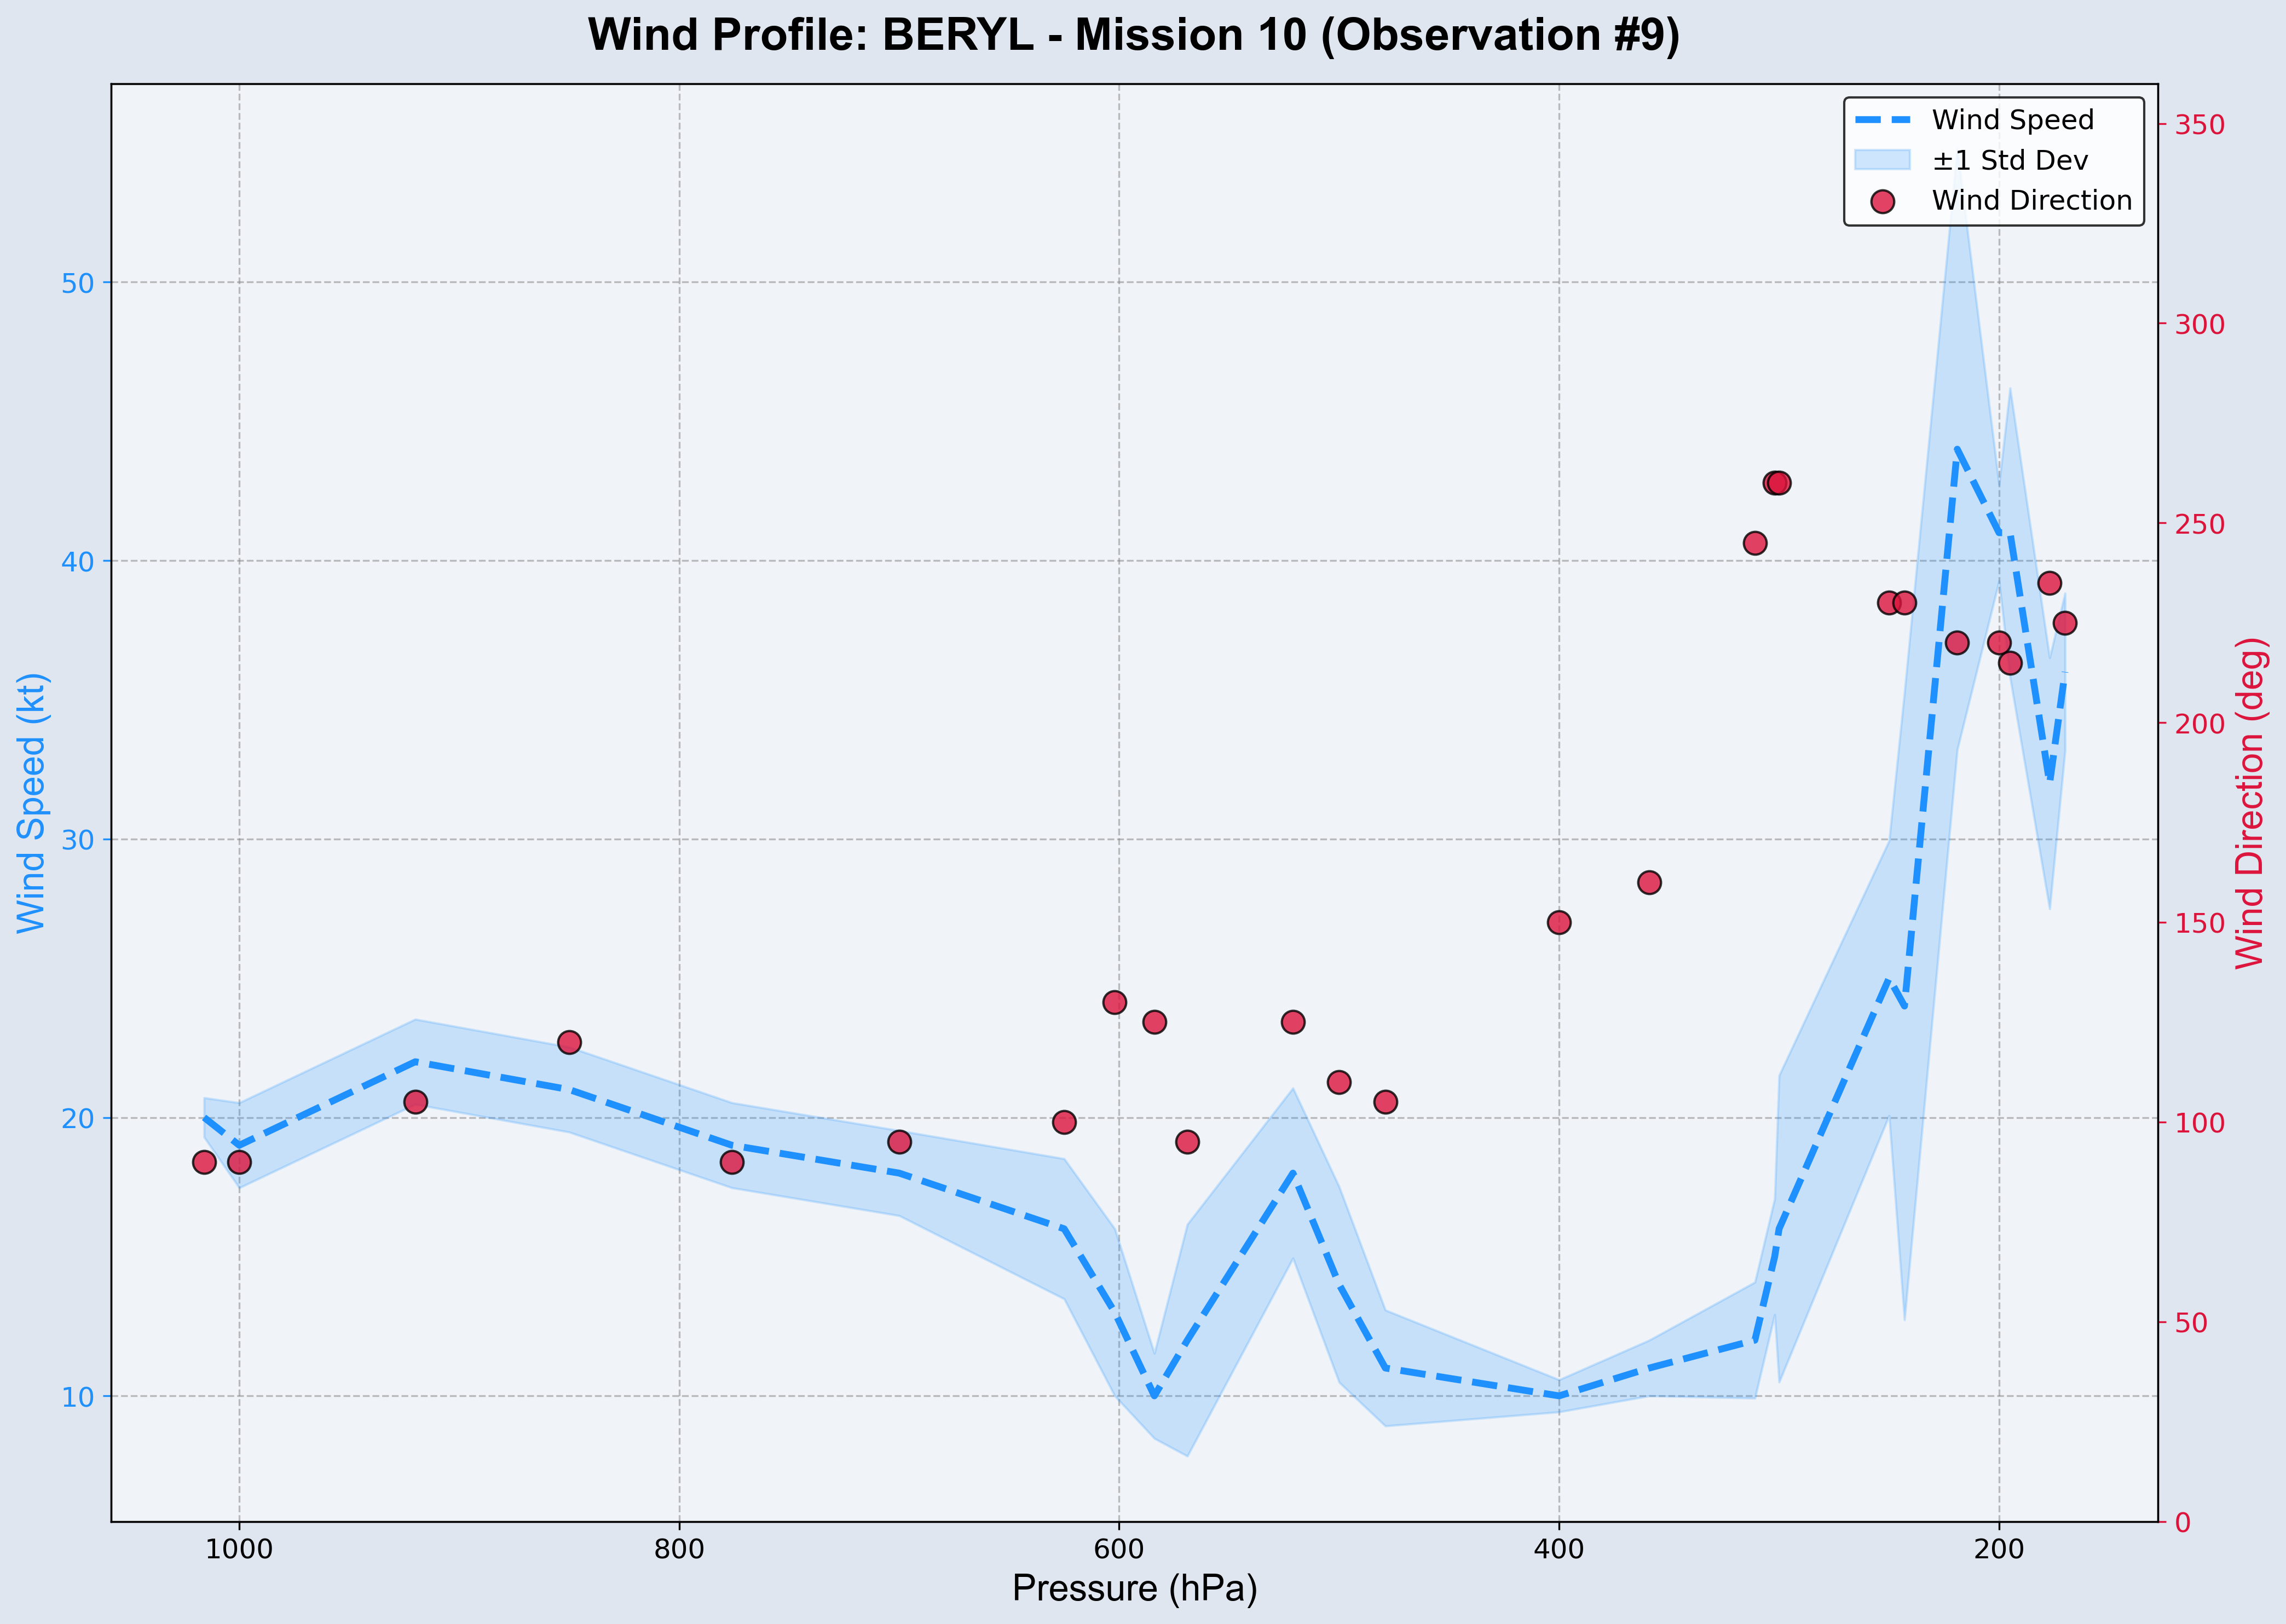 Wind Profile: BERYL - Mission 10 (Observation #9)
Wind Speed
±1 Std Dev
Wind Direction
Wind Speed (kt)
50
40
30
20
10
350
300
250
200
150
100
50
0
Wind Direction (deg)
1000 800 600 400 200
Pressure (hPa)